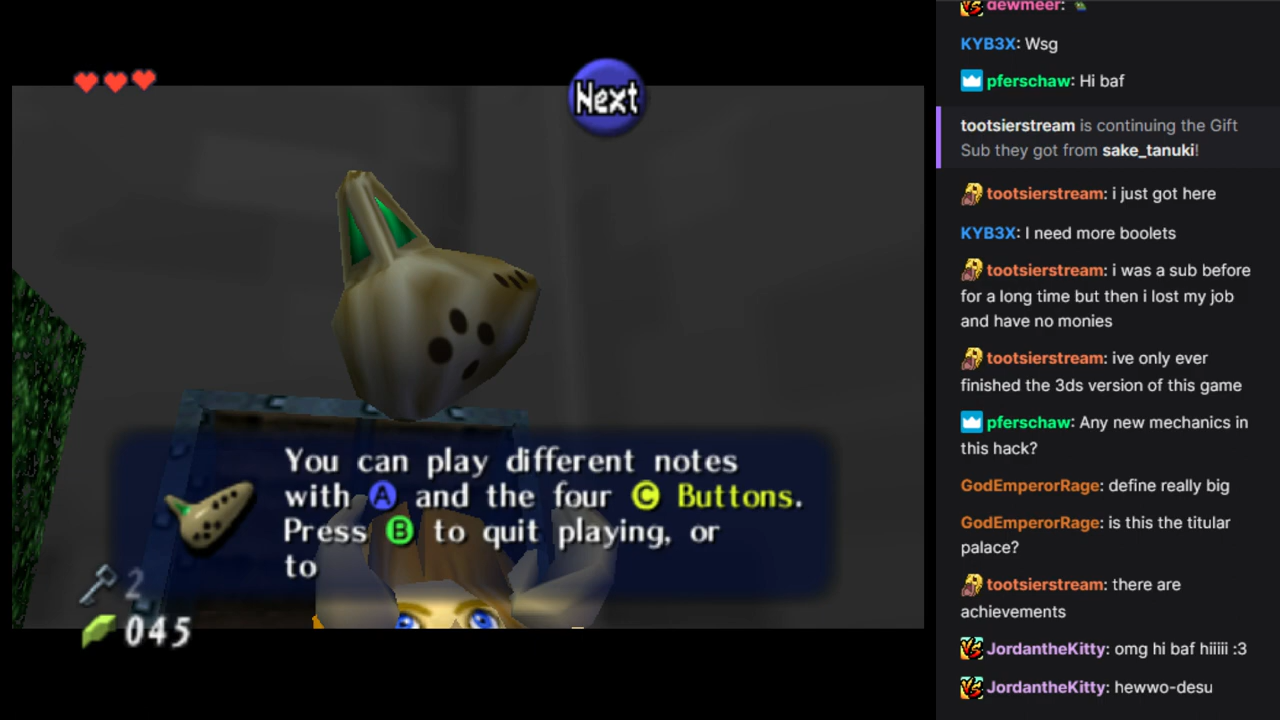 Next
You can play different notes
with A and the four C Buttons.
Press B to quit playing, or
to
2
045
dewmeer:
KYB3X: Wsg
pferschaw: Hi baf
tootsierstream is continuing the Gift
Sub they got from sake_tanuki!
tootsierstream: i just got here
KYB3X: I need more boolets
tootsierstream: i was a sub before
for a long time but then i lost my job
and have no monies
tootsierstream: ive only ever
finished the 3ds version of this game
pferschaw: Any new mechanics in
this hack?
GodEmperorRage: define really big
GodEmperorRage: is this the titular
palace?
tootsierstream: there are
achievements
VS JordantheKitty: omg hi baf hiiiii :3
VS JordantheKitty: hewwo-desu